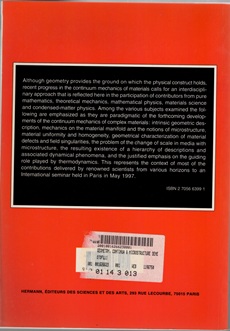 Although geometry provides the ground on which the physical construct holds,
recent progress in the continuum mechanics of materials calls for an interdiscipli-
nary approach that is reflected here in the participation of contributors from pure
mathematics, theoretical mechanics, mathematical physics, materials science
and condensed-matter physics. Among the various subjects examined the fol-
lowing are emphasized as they are paradigmatic of the forthcoming develop-
ments of the continuum mechanics of complex materials: intrinsic geometric des-
cription, mechanics on the material manifold and the notions of microstructure,
material uniformity and homogeneity, geometrical characterization of material
defects and field singularities, the problem of the change of scale in media with
microstructure, the resulting existence of a hierarchy of descriptions and
associated dynamical phenomena, and the justified emphasis on the guiding
role played by thermodynamics. This represents the context of most of the
contributions delivered by renowned scientists from various horizons to an
International seminar held in Paris in May 1997.
ISBN 2 7056 6399 1
GEOMETRY, CONTINUA & MICROSTRUCTURE
01 14 3 013
HERMANN, ÉDITEURS DES SCIENCES ET DES ARTS, 293 RUE LECOURBE, 75015 PARIS